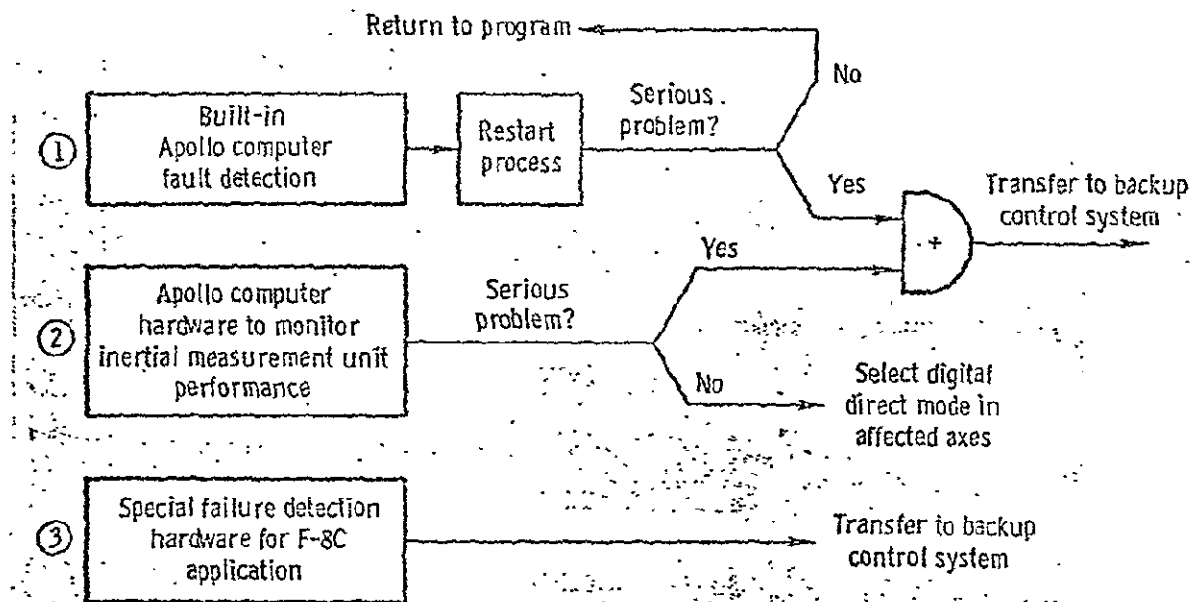 Return to program
No
Serious
problem?
Built-in
Apollo computer
fault detection
1
Restart
process
Yes
Transfer to backup
control system
+
Yes
Apollo computer
hardware to monitor
inertial measurement unit
performance
2
Serious
problem?
No
Select digital
direct mode in
affected axes
Special failure detection
hardware for F-8C
application
3
Transfer to backup
control system